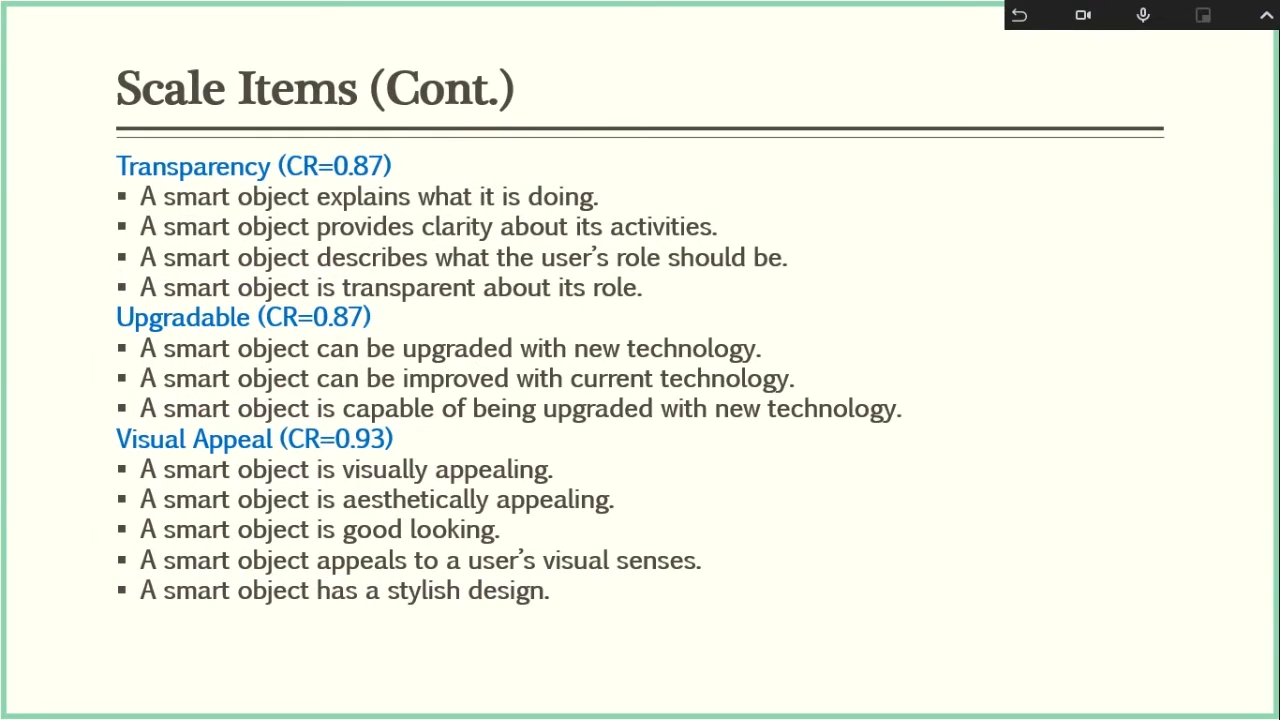 Scale Items (Cont.)
Transparency (CR=0.87)
▪ A smart object explains what it is doing.
▪ A smart object provides clarity about its activities.
▪ A smart object describes what the user’s role should be.
▪ A smart object is transparent about its role.
Upgradable (CR=0.87)
▪ A smart object can be upgraded with new technology.
▪ A smart object can be improved with current technology.
▪ A smart object is capable of being upgraded with new technology.
Visual Appeal (CR=0.93)
▪ A smart object is visually appealing.
▪ A smart object is aesthetically appealing.
▪ A smart object is good looking.
▪ A smart object appeals to a user’s visual senses.
▪ A smart object has a stylish design.